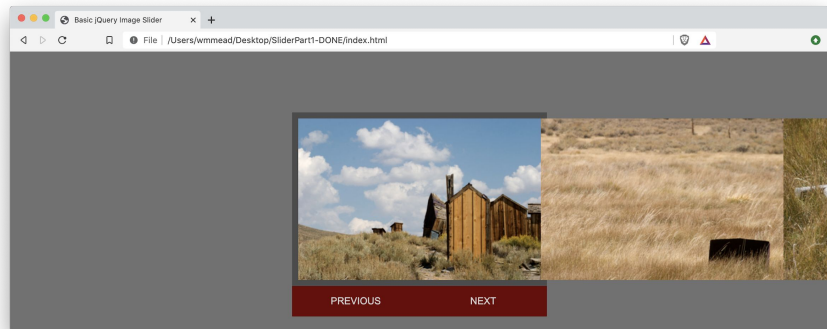 Basic jQuery Image Slider
File | /Users/wmmead/Desktop/SliderPart1-DONE/index.html
PREVIOUS NEXT